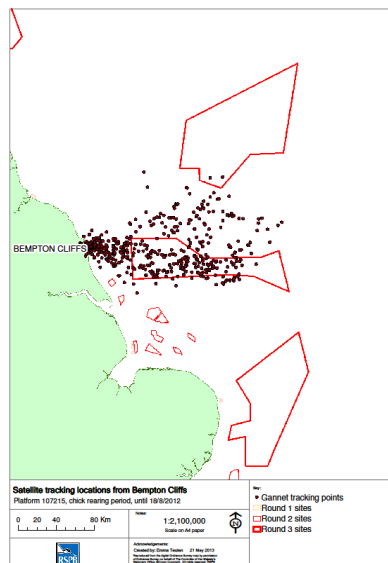 BEMPTON CLIFFS
Satellite tracking locations from Bempton Cliffs
Platform 107215, chick rearing period, until 18/8/2012
0 20 40 80 Km
Notes:
1:2,100,000
Scale on A4 paper
N
Key:
Gannet tracking points
Round 1 sites
Round 2 sites
Round 3 sites
rspb
Acknowledgements:
Created by: Emma Teuten 21 May 2013